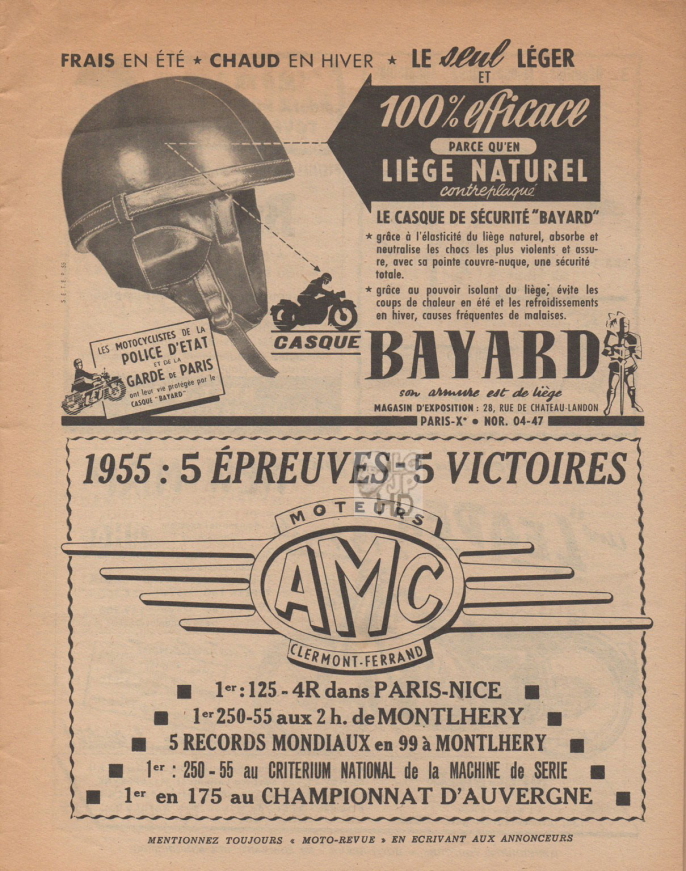 FRAIS EN ÉTÉ ★ CHAUD EN HIVER ★ LE seul LÉGER
ET
100% efficace
PARCE QU'EN
LIÈGE NATUREL
contreplaqué
LE CASQUE DE SÉCURITÉ "BAYARD"
★ grâce à l'élasticité du liège naturel, absorbe et
neutralise les chocs les plus violents et assu-
re, avec sa pointe couvre-nuque, une sécurité
totale.
★ grâce au pouvoir isolant du liège, évite les
coups de chaleur en été et les refroidissements
en hiver, causes fréquentes de malaises.
LES MOTOCYCLISTES DE LA
POLICE D'ETAT
ET DE LA
GARDE DE PARIS
ont leur vie protégée par le
CASQUE "BAYARD"
CASQUE BAYARD
son armure est de liège
MAGASIN D'EXPOSITION : 28, RUE DE CHATEAU-LANDON
PARIS-Xe • NOR. 04-47
1955 : 5 ÉPREUVES - 5 VICTOIRES
MOTEURS
AMC
CLERMONT-FERRAND
■ 1er : 125 - 4R dans PARIS-NICE ■
■ 1er 250-55 aux 2 h. de MONTLHERY ■
■ 5 RECORDS MONDIAUX en 99 à MONTLHERY ■
■ 1er : 250 - 55 au CRITERIUM NATIONAL de la MACHINE de SERIE ■
■ 1er en 175 au CHAMPIONNAT D'AUVERGNE ■
MENTIONNEZ TOUJOURS « MOTO-REVUE » EN ECRIVANT AUX ANNONCEURS